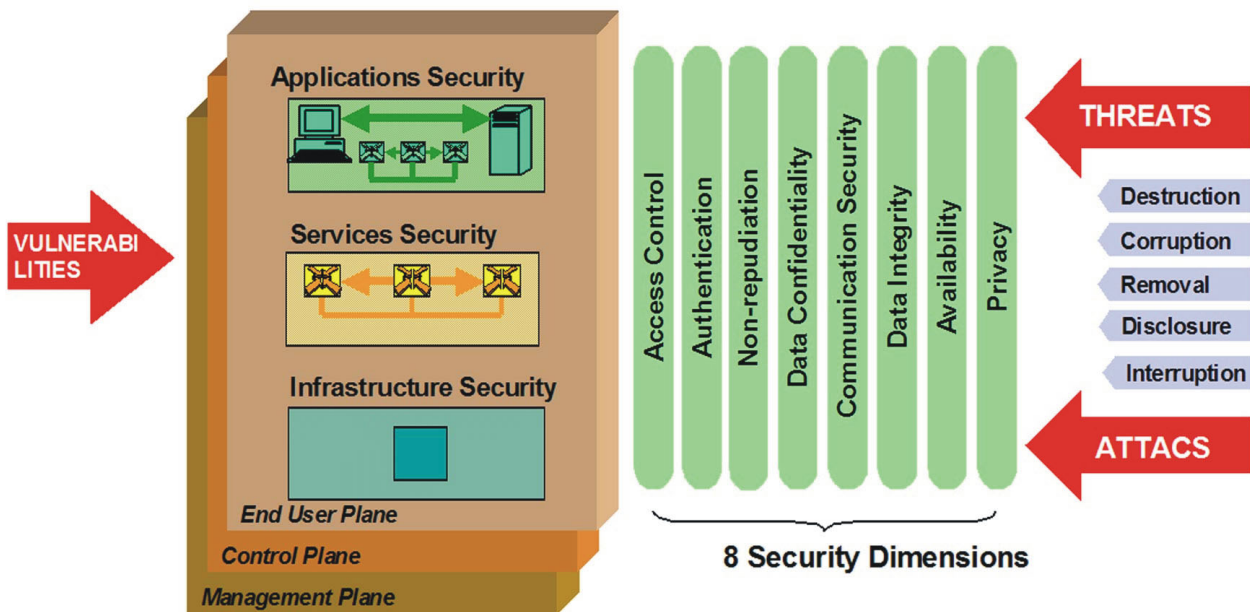 VULNERABI
LITIES
Applications Security
Services Security
Infrastructure Security
End User Plane
Control Plane
Management Plane
Access Control
Authentication
Non-repudiation
Data Confidentiality
Communication Security
Data Integrity
Availability
Privacy
8 Security Dimensions
THREATS
Destruction
Corruption
Removal
Disclosure
Interruption
ATTACS